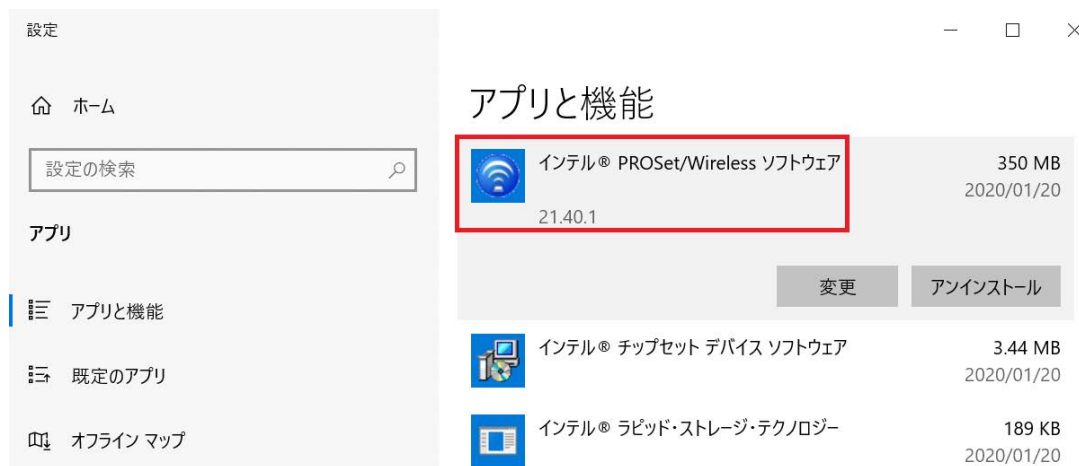 設定
ホーム
設定の検索
アプリ
アプリと機能
既定のアプリ
オフライン マップ
アプリと機能
インテル® PROSet/Wireless ソフトウェア
350 MB
21.40.1
2020/01/20
変更
アンインストール
インテル® チップセット デバイス ソフトウェア
3.44 MB
2020/01/20
インテル® ラピッド・ストレージ・テクノロジー
189 KB
2020/01/20